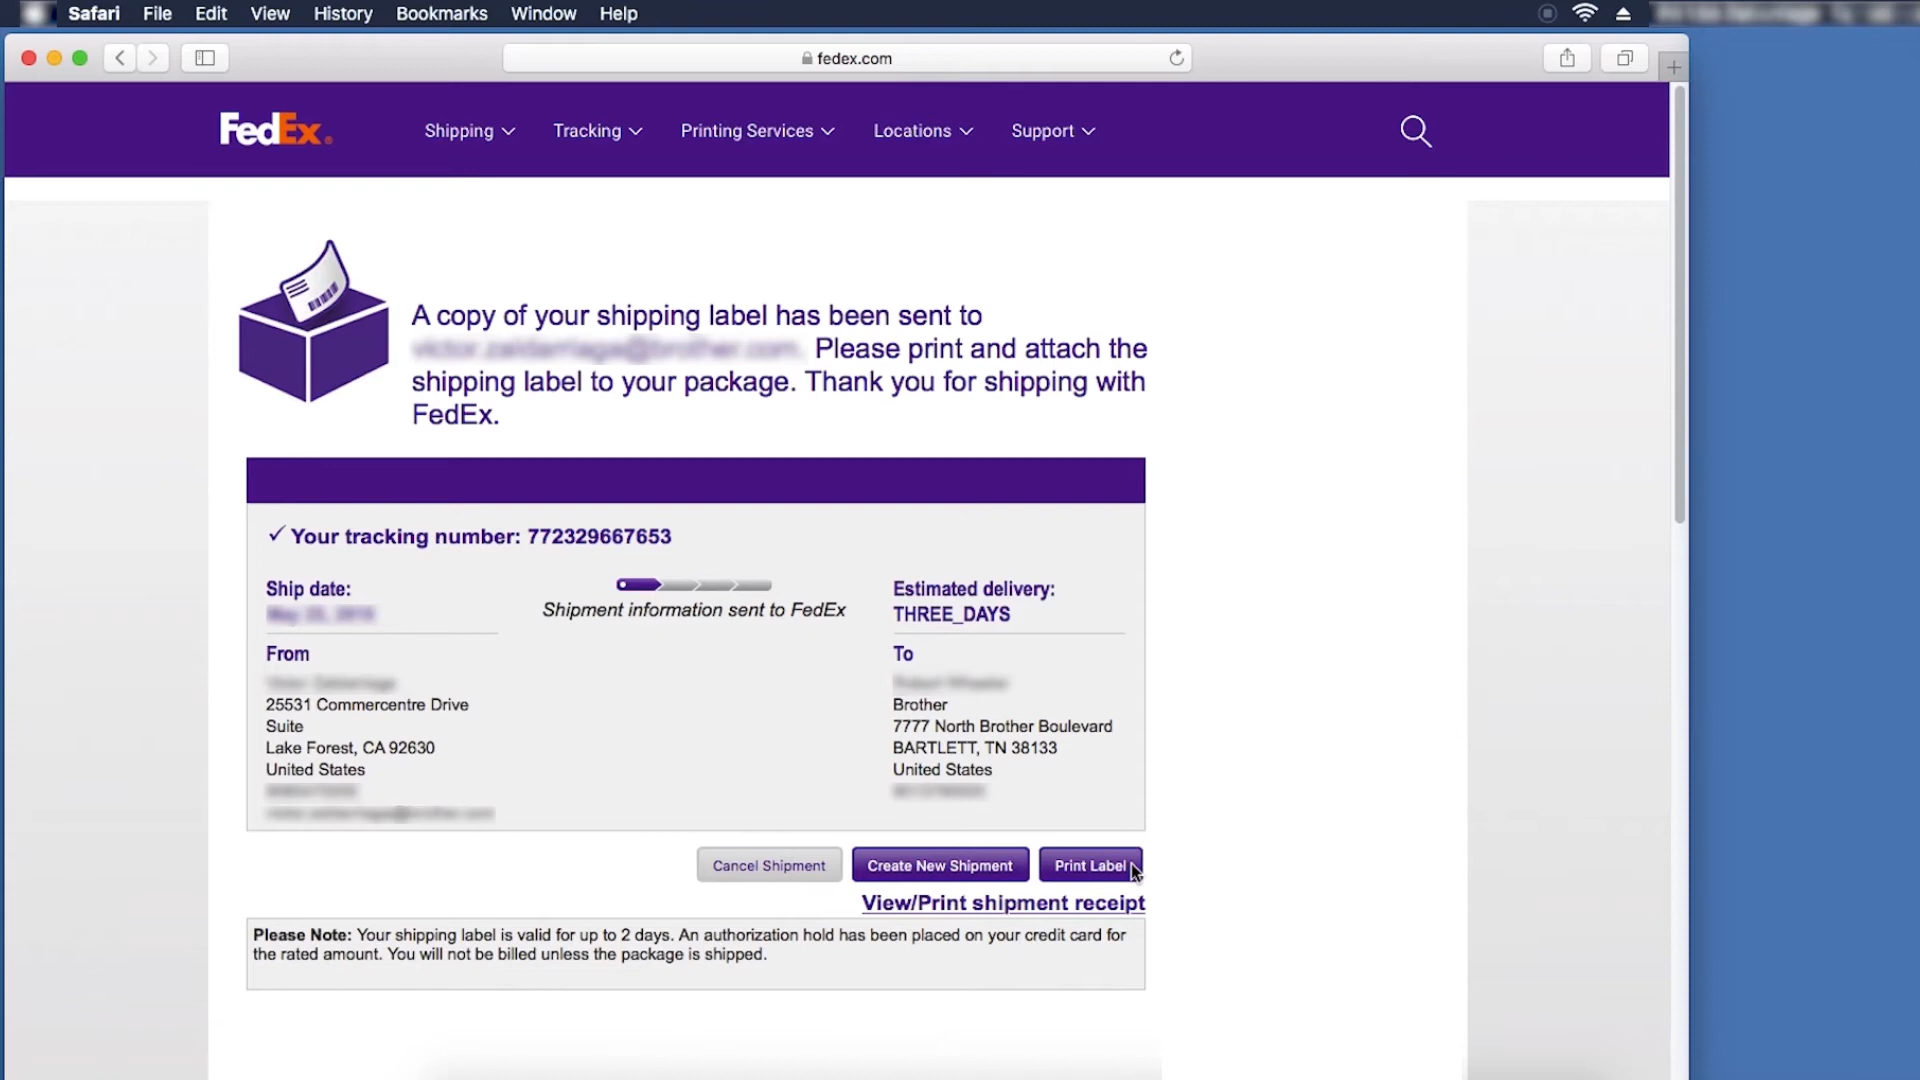 Safari File Edit View History Bookmarks Window Help
fedex.com
FedEx. Shipping Tracking Printing Services Locations Support
A copy of your shipping label has been sent to
Please print and attach the
shipping label to your package. Thank you for shipping with
FedEx.
✓ Your tracking number: 772329667653
Ship date:
Shipment information sent to FedEx
Estimated delivery:
THREE_DAYS
From
25531 Commercentre Drive
Suite
Lake Forest, CA 92630
United States
To
Brother
7777 North Brother Boulevard
BARTLETT, TN 38133
United States
Cancel Shipment Create New Shipment Print Label
View/Print shipment receipt
Please Note: Your shipping label is valid for up to 2 days. An authorization hold has been placed on your credit card for
the rated amount. You will not be billed unless the package is shipped.